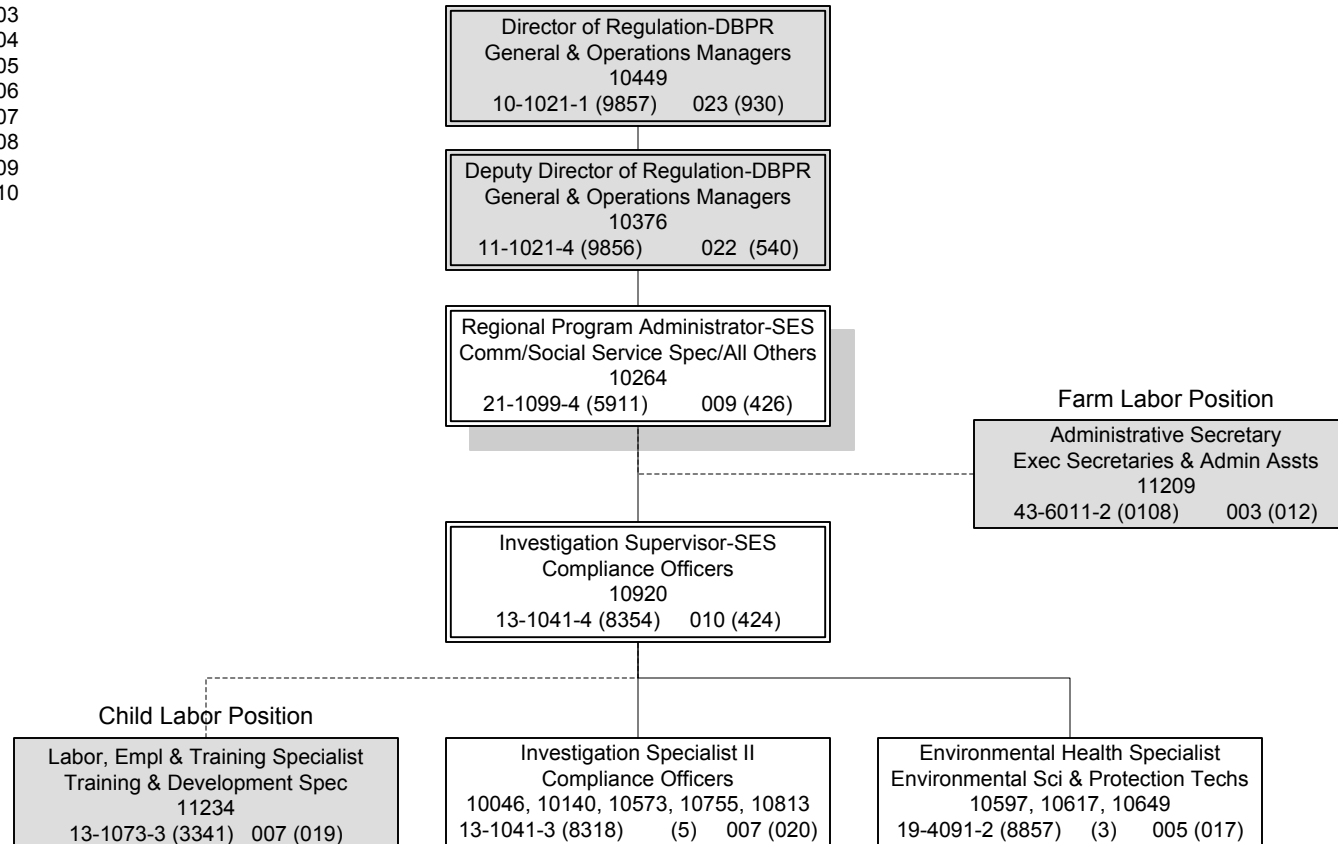 03
04
05
06
07
08
09
10
Director of Regulation-DBPR
General & Operations Managers
10449
10-1021-1 (9857) 023 (930)
Deputy Director of Regulation-DBPR
General & Operations Managers
10376
11-1021-4 (9856) 022 (540)
Regional Program Administrator-SES
Comm/Social Service Spec/All Others
10264
21-1099-4 (5911) 009 (426)
Farm Labor Position
Administrative Secretary
Exec Secretaries & Admin Assts
11209
43-6011-2 (0108) 003 (012)
Investigation Supervisor-SES
Compliance Officers
10920
13-1041-4 (8354) 010 (424)
Child Labor Position
Labor, Empl & Training Specialist
Training & Development Spec
11234
13-1073-3 (3341) 007 (019)
Investigation Specialist II
Compliance Officers
10046, 10140, 10573, 10755, 10813
13-1041-3 (8318) (5) 007 (020)
Environmental Health Specialist
Environmental Sci & Protection Techs
10597, 10617, 10649
19-4091-2 (8857) (3) 005 (017)